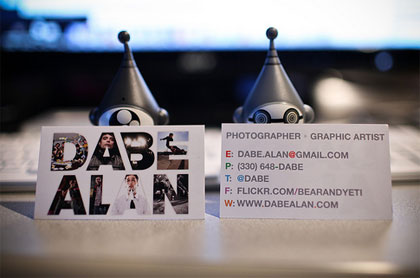 DABE
ALAN
PHOTOGRAPHER - GRAPHIC ARTIST
E: DABE.ALAN@GMAIL.COM
P: (330) 648-DABE
T: @DABE
F: FLICKR.COM/BEARANDYETI
W: WWW.DABEALAN.COM